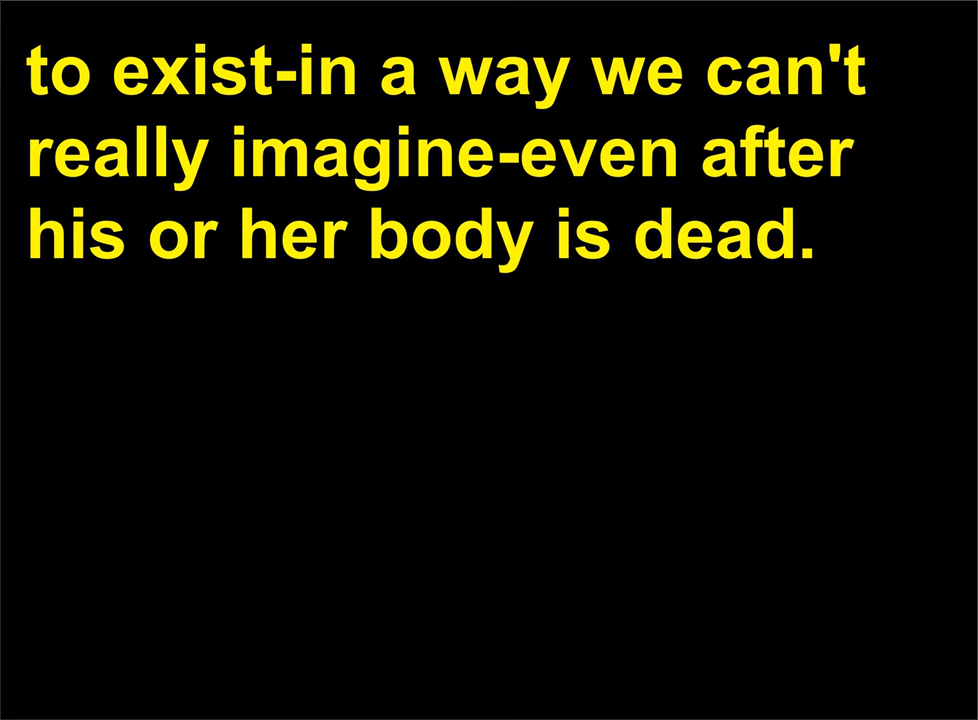 to exist-in a way we can't
really imagine-even after
his or her body is dead.